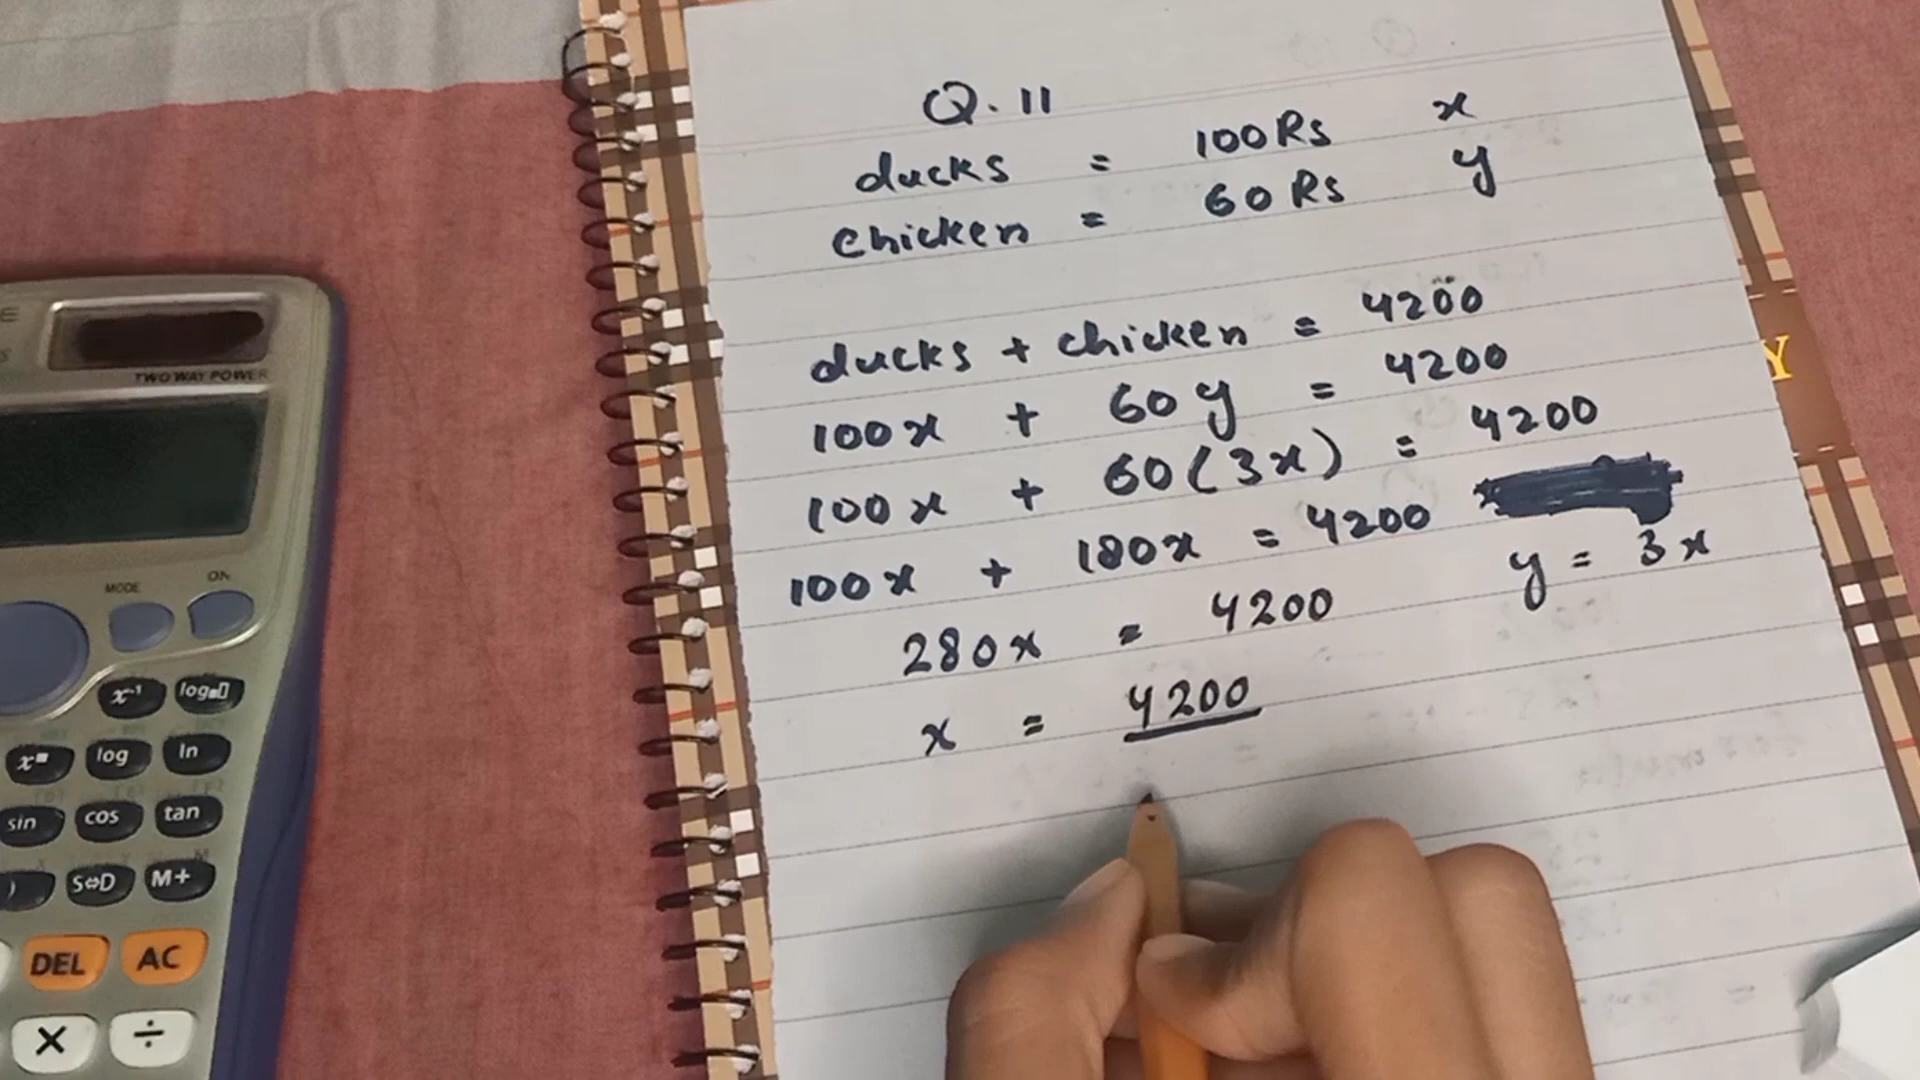 Q. 11
ducks = 100 Rs x
chicken = 60 Rs y
ducks + chicken = 4200
100x + 60y = 4200
100x + 60(3x) = 4200
100x + 180x = 4200
y = 3x
280x = 4200
x = 4200
TWO WAY POWER
MODE ON
x⁻¹ log
x log ln
sin cos tan
) S⇔D M+
DEL AC
× ÷
Y